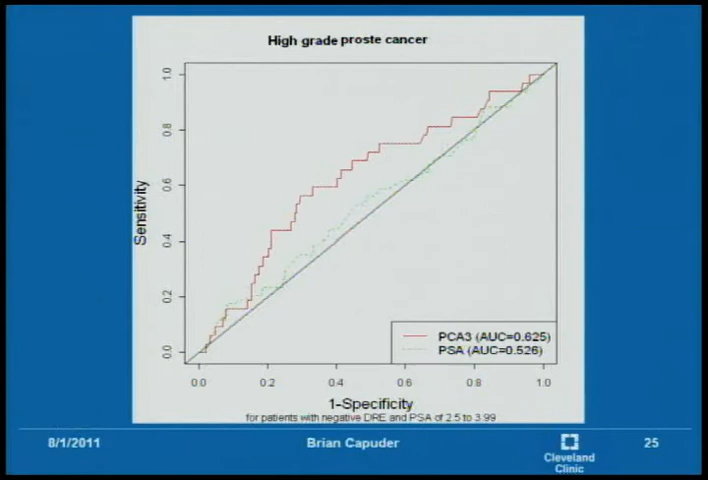 High grade proste cancer
1.0
0.8
0.6
0.4
0.2
0.0
Sensitivity
PCA3 (AUC=0.625)
PSA (AUC=0.526)
0.0 0.2 0.4 0.6 0.8 1.0
1-Specificity
for patients with negative DRE and PSA of 2.5 to 3.99
8/1/2011 Brian Capuder 25
Cleveland
Clinic